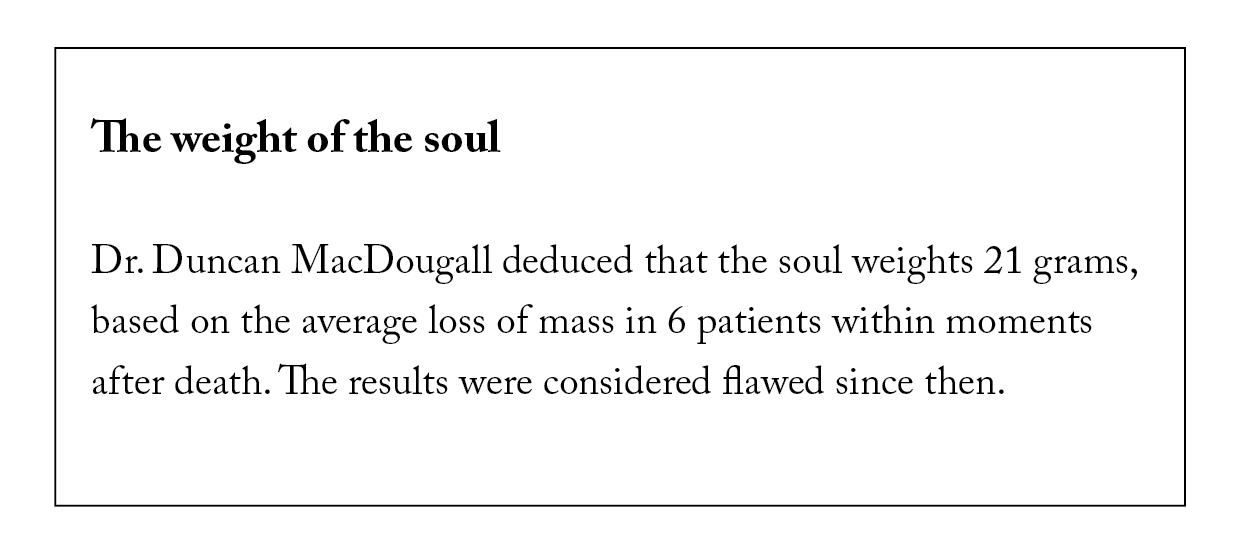 The weight of the soul
Dr. Duncan MacDougall deduced that the soul weights 21 grams,
based on the average loss of mass in 6 patients within moments
after death. The results were considered flawed since then.